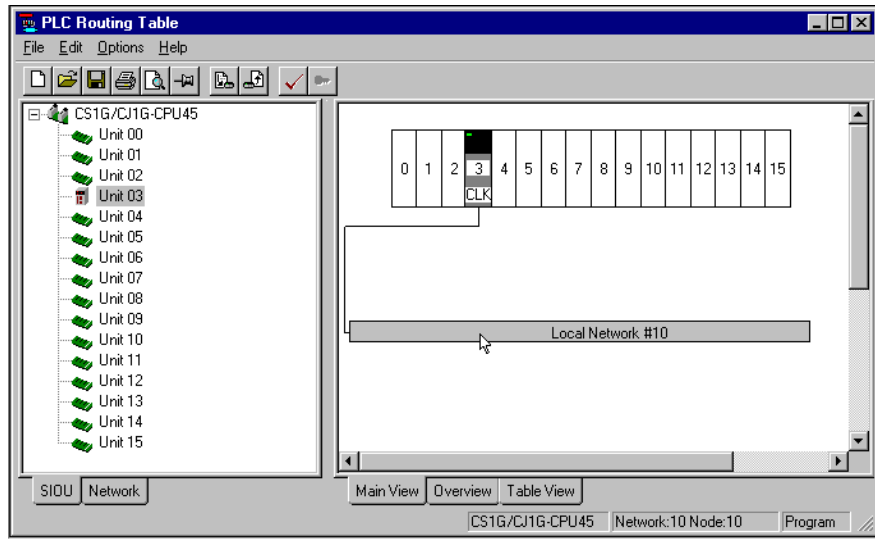 PLC Routing Table
File Edit Options Help
CS1G/CJ1G-CPU45
Unit 00
Unit 01
Unit 02
Unit 03
Unit 04
Unit 05
Unit 06
Unit 07
Unit 08
Unit 09
Unit 10
Unit 11
Unit 12
Unit 13
Unit 14
Unit 15
SIOU Network
0 1 2 3 4 5 6 7 8 9 10 11 12 13 14 15
CLK
Local Network #10
Main View Overview Table View
CS1G/CJ1G-CPU45 Network:10 Node:10 Program